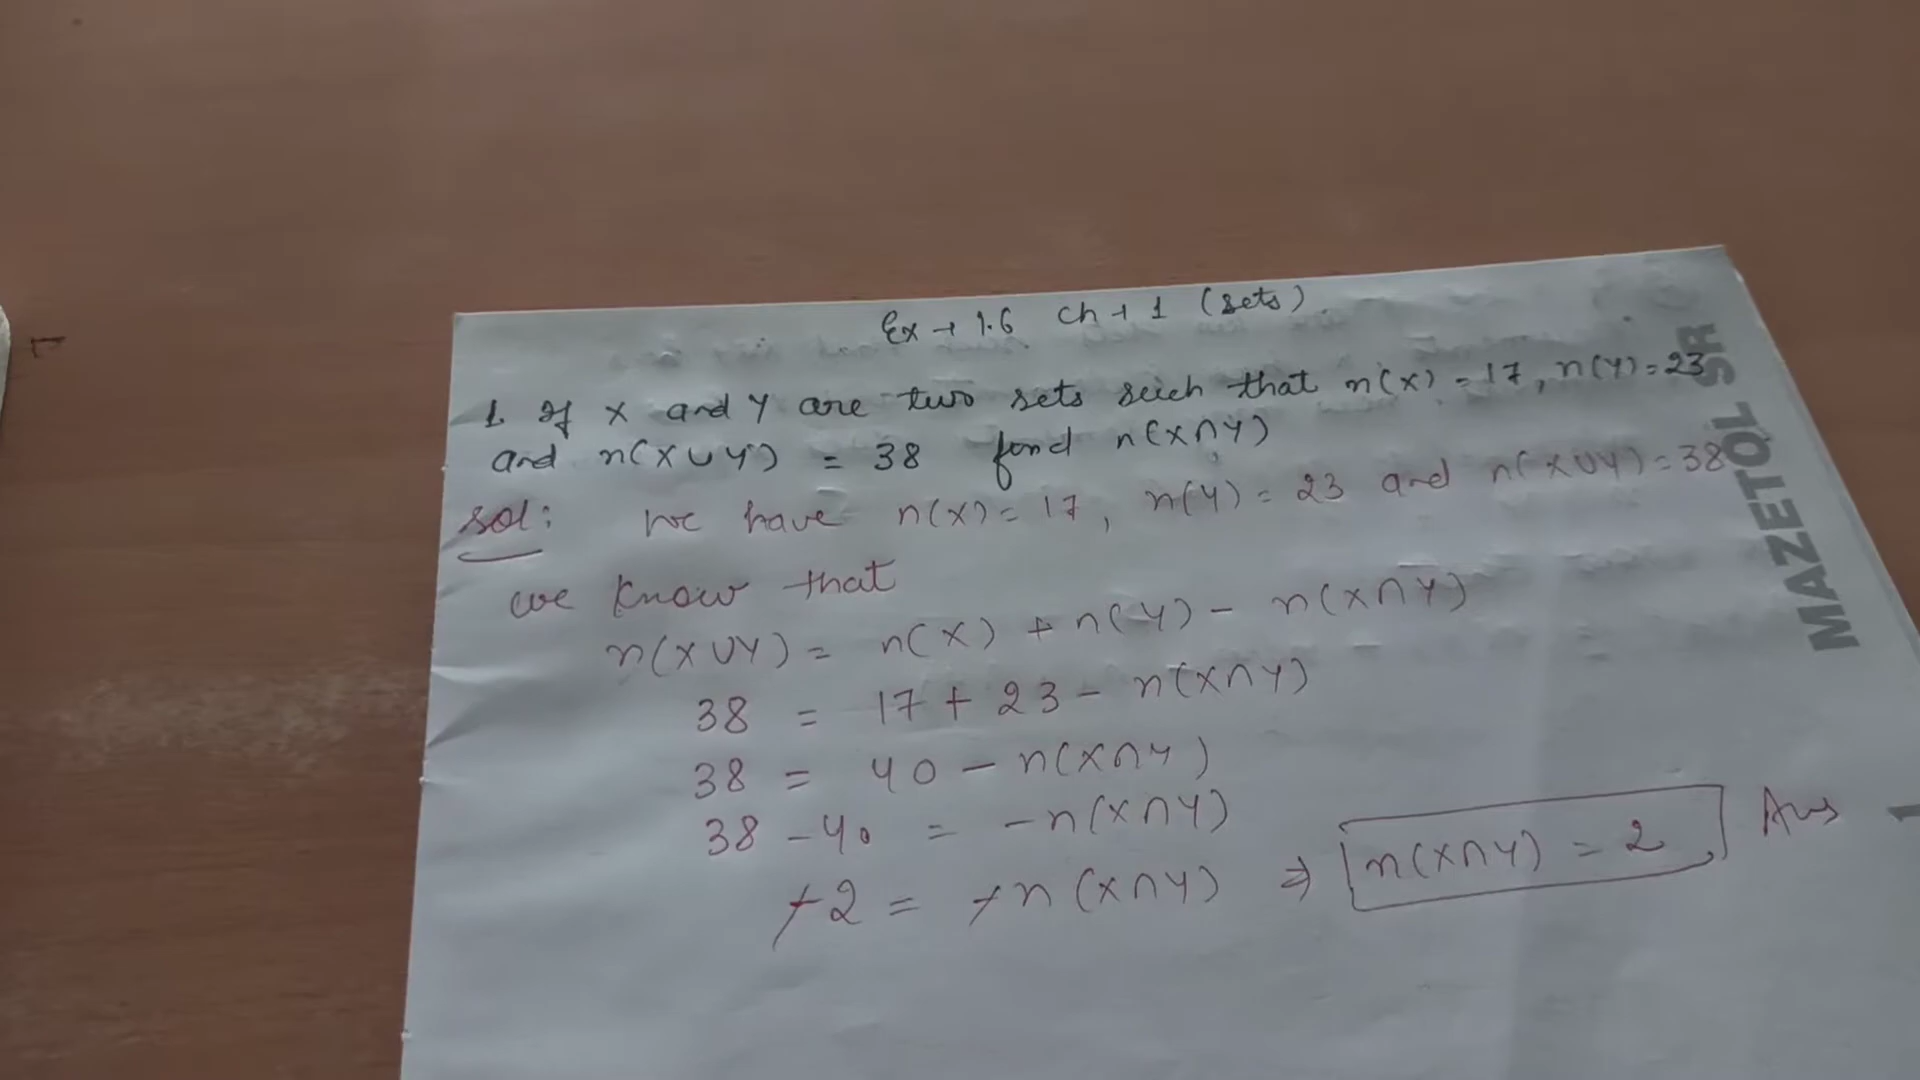 Ex → 1.6 Ch → 1 (sets)
1. If X and Y are two sets such that n(X) = 17, n(Y) = 23
and n(X ∪ Y) = 38 find n(X ∩ Y)
Sol: we have n(X) = 17, n(Y) = 23 and n(X ∪ Y) = 38
we know that
n(X ∪ Y) = n(X) + n(Y) - n(X ∩ Y)
38 = 17 + 23 - n(X ∩ Y)
38 = 40 - n(X ∩ Y)
38 - 40 = - n(X ∩ Y)
-2 = - n(X ∩ Y) ⇒ n(X ∩ Y) = 2 Ans
MAZETOL SR
1